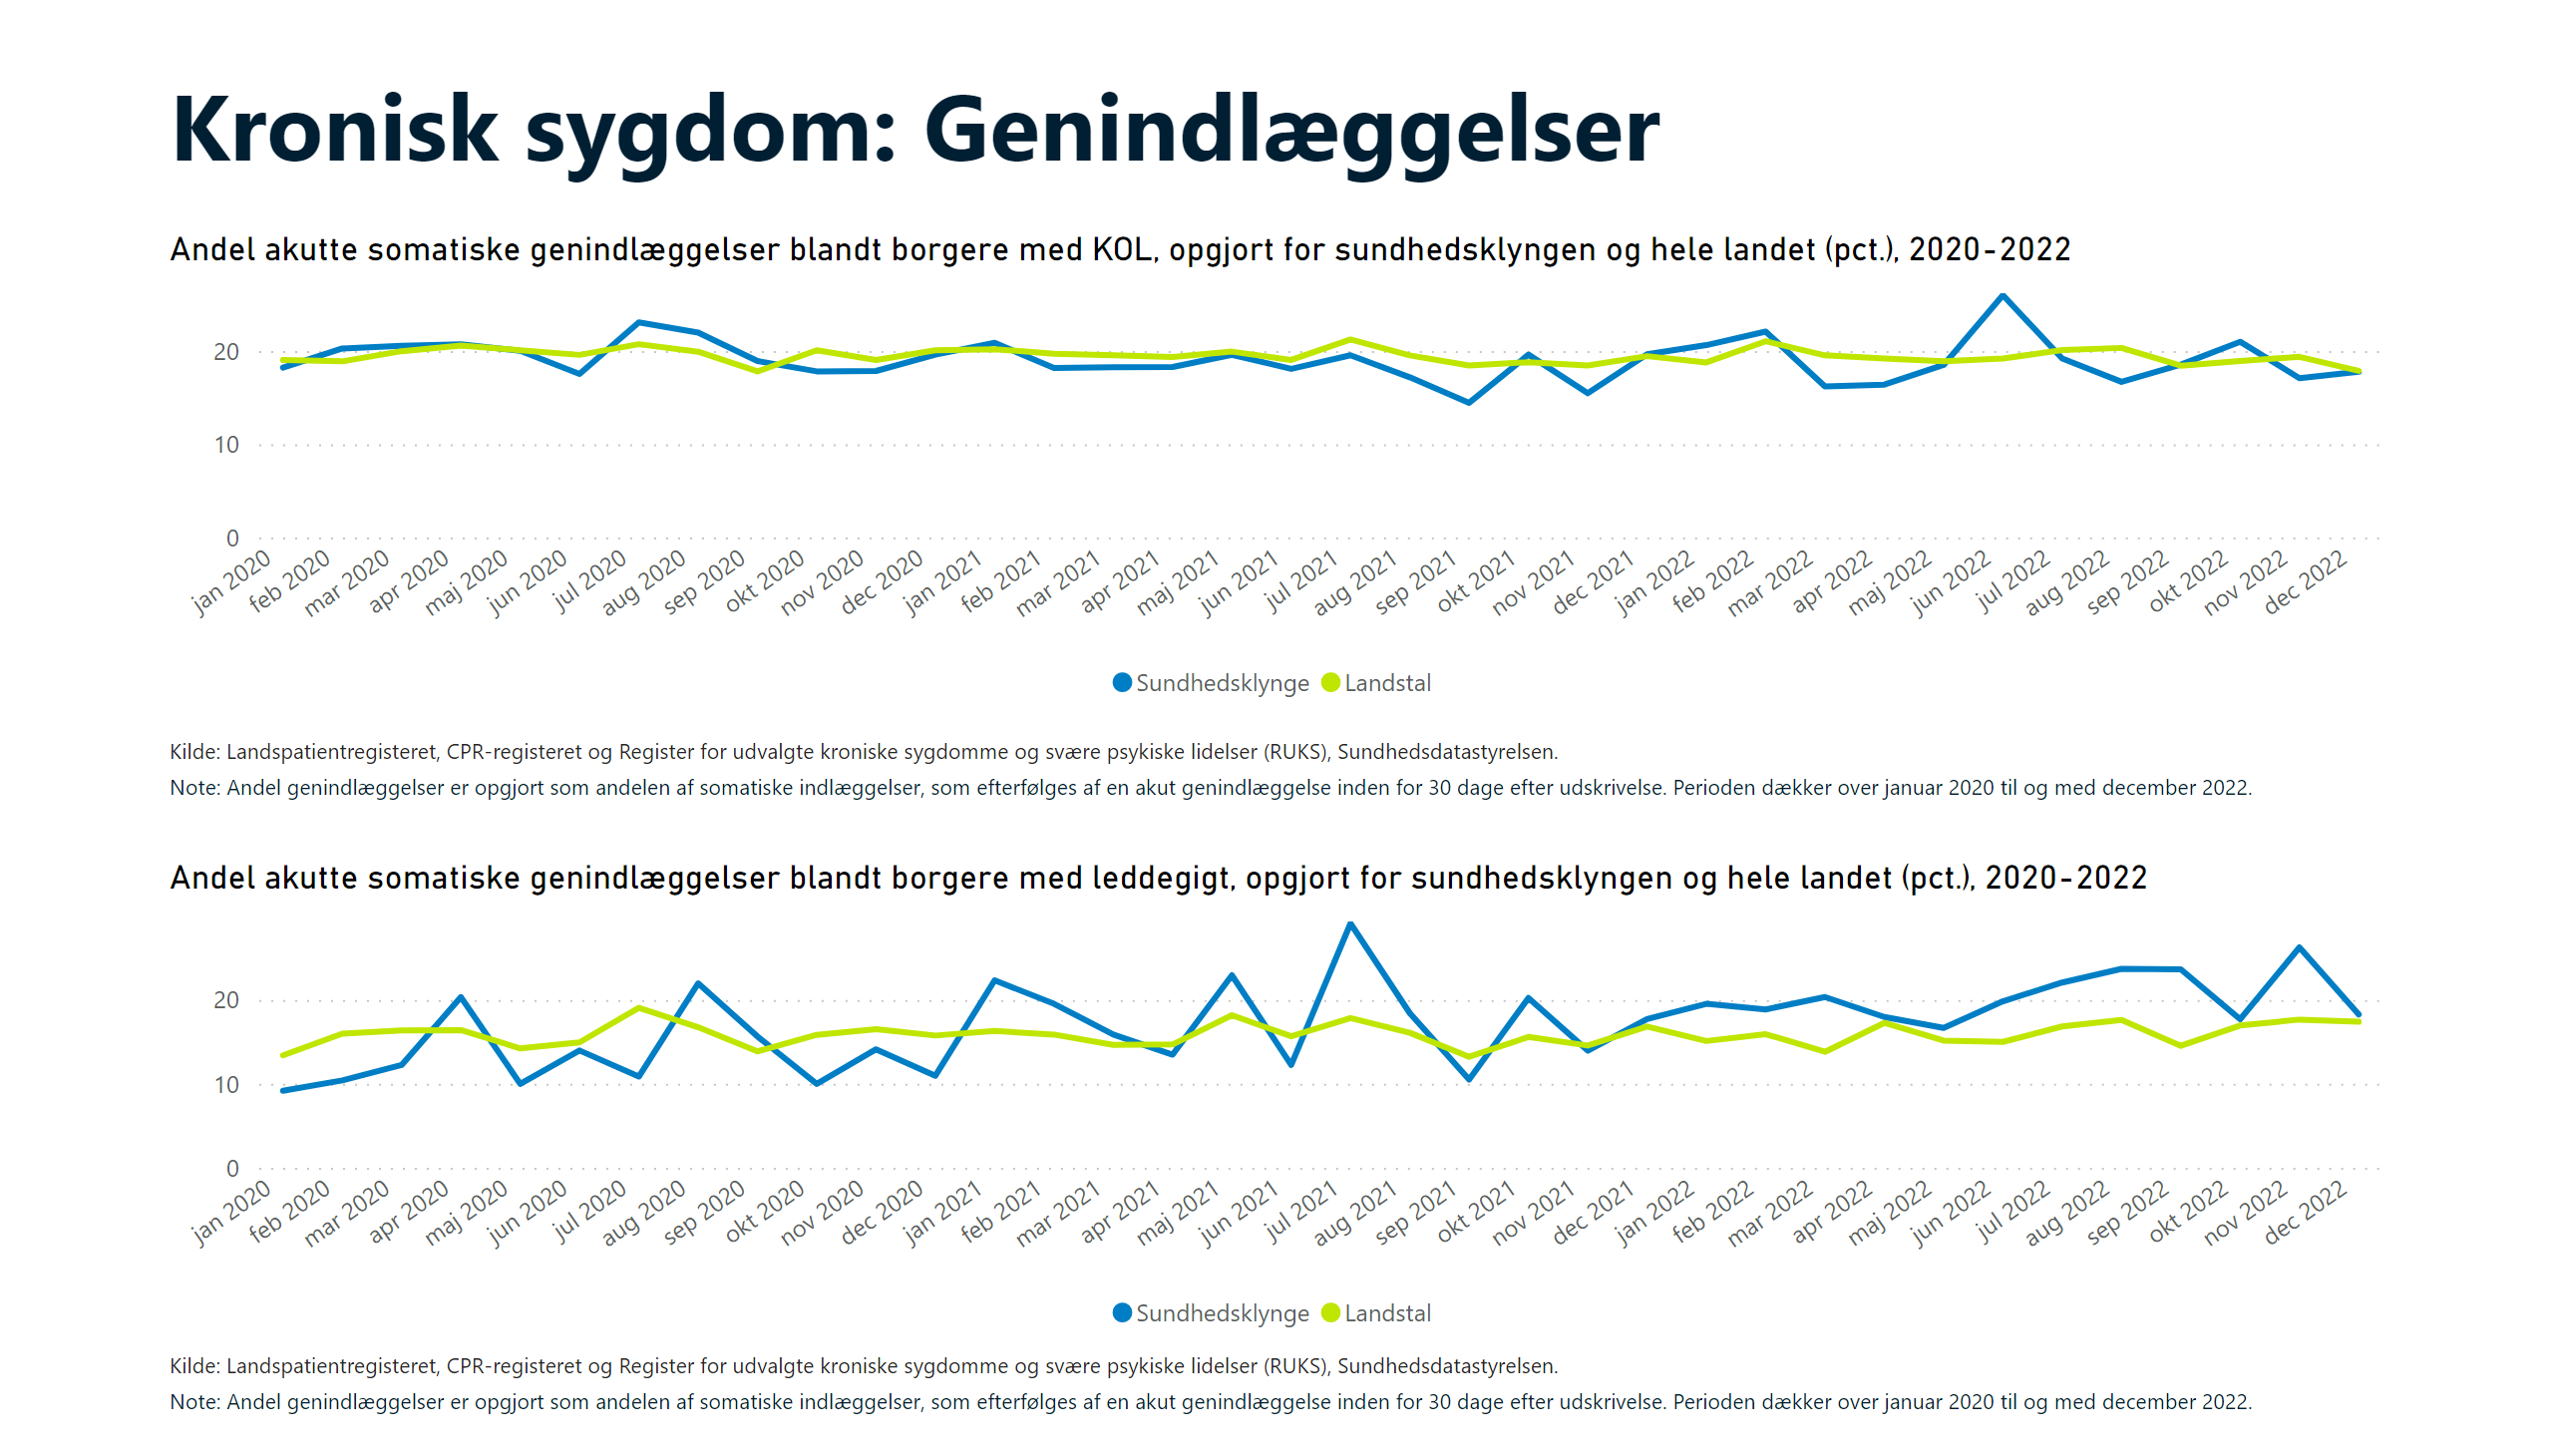 Kronisk sygdom: Genindlæggelser
Andel akutte somatiske genindlæggelser blandt borgere med KOL, opgjort for sundhedsklyngen og hele landet (pct.), 2020-2022
20
10
0
jan 2020
feb 2020
mar 2020
apr 2020
maj 2020
jun 2020
jul 2020
aug 2020
sep 2020
okt 2020
nov 2020
dec 2020
jan 2021
feb 2021
mar 2021
apr 2021
maj 2021
jun 2021
jul 2021
aug 2021
sep 2021
okt 2021
nov 2021
dec 2021
jan 2022
feb 2022
mar 2022
apr 2022
maj 2022
jun 2022
jul 2022
aug 2022
sep 2022
okt 2022
nov 2022
dec 2022
Sundhedsklynge Landstal
Kilde: Landspatientregisteret, CPR-registeret og Register for udvalgte kroniske sygdomme og svære psykiske lidelser (RUKS), Sundhedsdatastyrelsen.
Note: Andel genindlæggelser er opgjort som andelen af somatiske indlæggelser, som efterfølges af en akut genindlæggelse inden for 30 dage efter udskrivelse. Perioden dækker over januar 2020 til og med december 2022.
Andel akutte somatiske genindlæggelser blandt borgere med leddegigt, opgjort for sundhedsklyngen og hele landet (pct.), 2020-2022
20
10
0
jan 2020
feb 2020
mar 2020
apr 2020
maj 2020
jun 2020
jul 2020
aug 2020
sep 2020
okt 2020
nov 2020
dec 2020
jan 2021
feb 2021
mar 2021
apr 2021
maj 2021
jun 2021
jul 2021
aug 2021
sep 2021
okt 2021
nov 2021
dec 2021
jan 2022
feb 2022
mar 2022
apr 2022
maj 2022
jun 2022
jul 2022
aug 2022
sep 2022
okt 2022
nov 2022
dec 2022
Sundhedsklynge Landstal
Kilde: Landspatientregisteret, CPR-registeret og Register for udvalgte kroniske sygdomme og svære psykiske lidelser (RUKS), Sundhedsdatastyrelsen.
Note: Andel genindlæggelser er opgjort som andelen af somatiske indlæggelser, som efterfølges af en akut genindlæggelse inden for 30 dage efter udskrivelse. Perioden dækker over januar 2020 til og med december 2022.